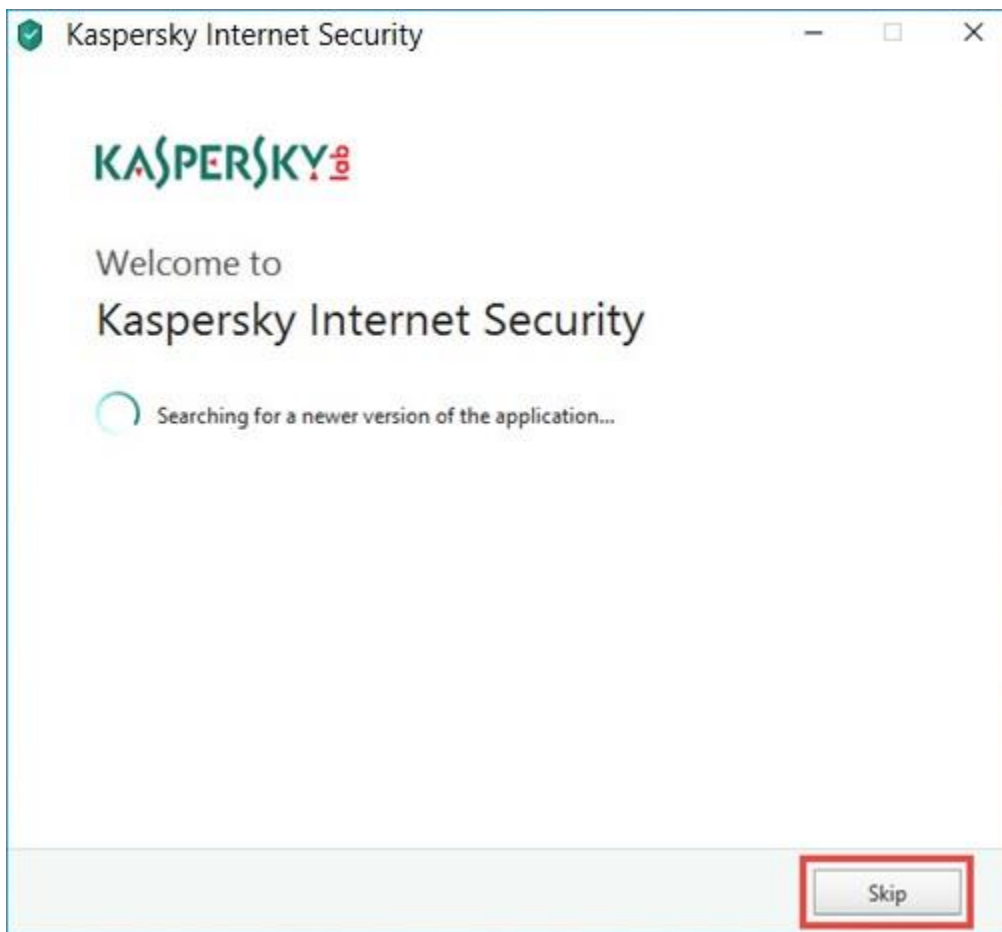 Kaspersky Internet Security
KASPERSKY lab
Welcome to
Kaspersky Internet Security
Searching for a newer version of the application...
Skip